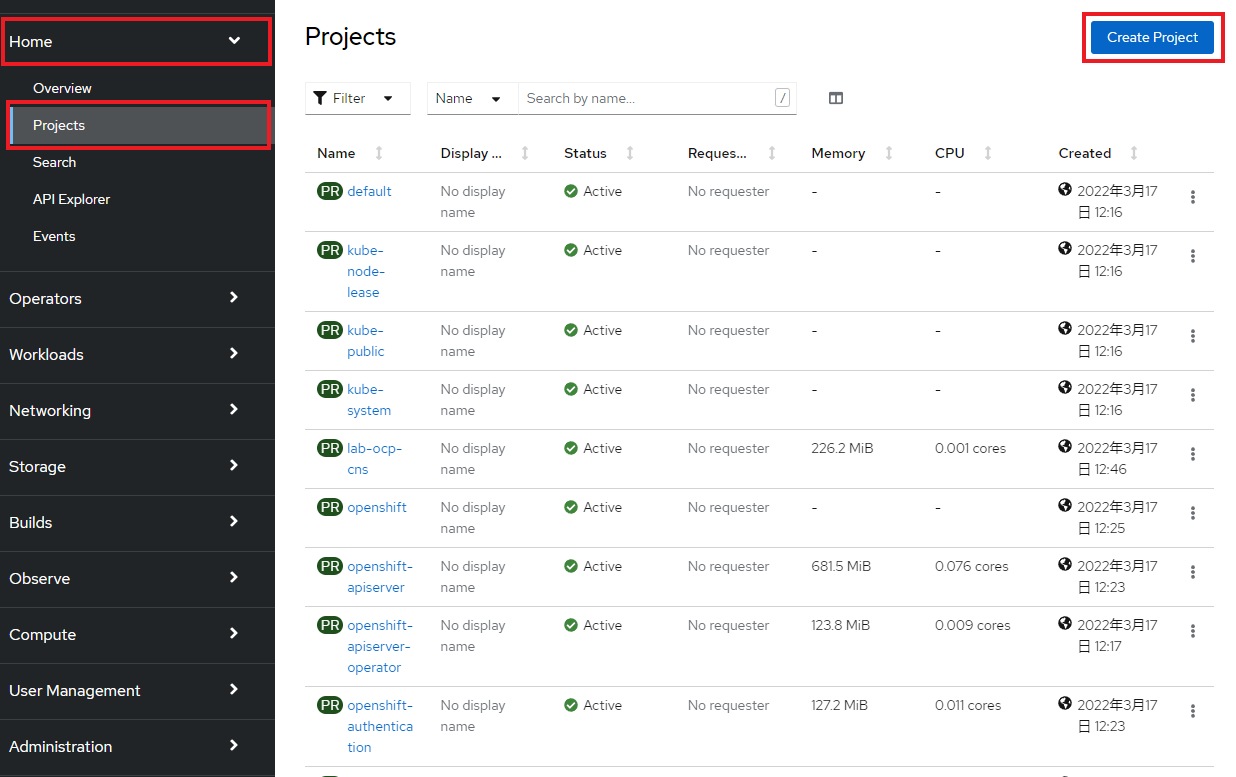 Home
Overview
Projects
Search
API Explorer
Events
Operators
Workloads
Networking
Storage
Builds
Observe
Compute
User Management
Administration
Projects
Create Project
Filter
Name
Search by name...
/
Name
Display ...
Status
Reques...
Memory
CPU
Created
PR default
No display
name
Active
No requester
-
-
2022年3月17
日 12:16
PR kube-
node-
lease
No display
name
Active
No requester
-
-
2022年3月17
日 12:16
PR kube-
public
No display
name
Active
No requester
-
-
2022年3月17
日 12:16
PR kube-
system
No display
name
Active
No requester
-
-
2022年3月17
日 12:16
PR lab-ocp-
cns
No display
name
Active
No requester
226.2 MiB
0.001 cores
2022年3月17
日 12:46
PR openshift
No display
name
Active
No requester
-
-
2022年3月17
日 12:25
PR openshift-
apiserver
No display
name
Active
No requester
681.5 MiB
0.076 cores
2022年3月17
日 12:23
PR openshift-
apiserver-
operator
No display
name
Active
No requester
123.8 MiB
0.009 cores
2022年3月17
日 12:17
PR openshift-
authentica
tion
No display
name
Active
No requester
127.2 MiB
0.011 cores
2022年3月17
日 12:23